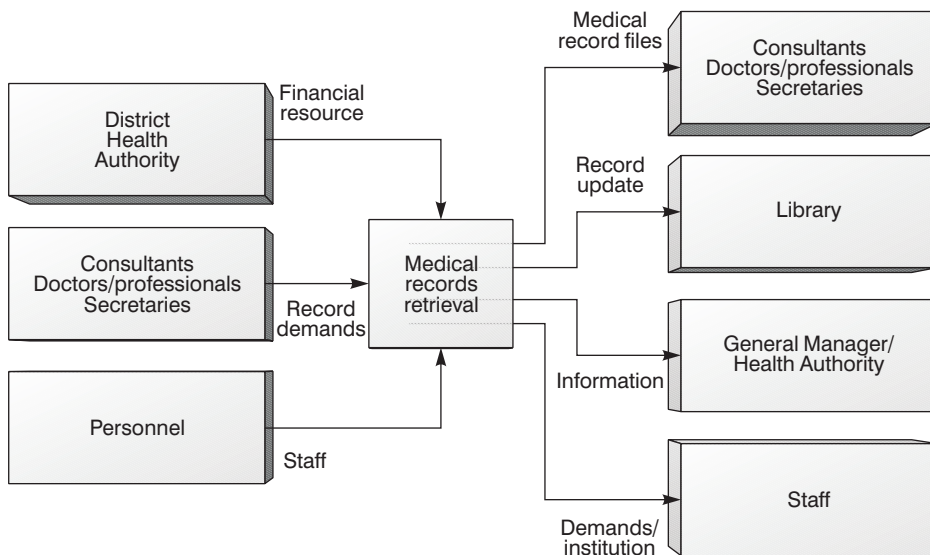 District
Health
Authority
Financial
resource
Consultants
Doctors/professionals
Secretaries
Record
demands
Personnel
Staff
Medical
records
retrieval
Medical
record files
Consultants
Doctors/professionals
Secretaries
Record
update
Library
Information
General Manager/
Health Authority
Demands/
institution
Staff